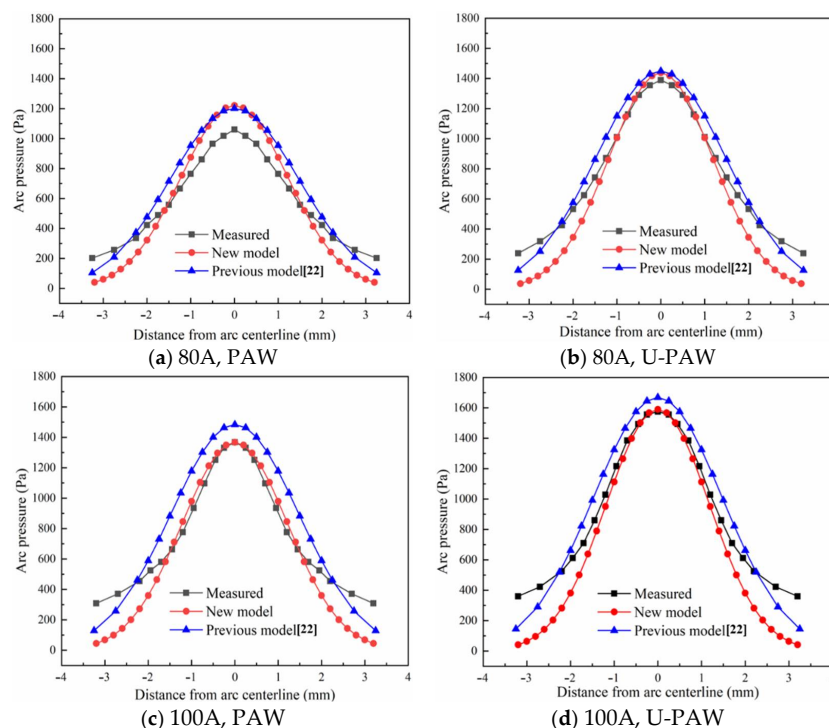 1800
1600
1400
1200
1000
800
600
400
200
0
Arc pressure (Pa)
Measured
New model
Previous model[22]
−4 −3 −2 −1 0 1 2 3 4
Distance from arc centerline (mm)
(a) 80A, PAW
1800
1600
1400
1200
1000
800
600
400
200
0
Arc pressure (Pa)
Measured
New model
Previous model[22]
−4 −3 −2 −1 0 1 2 3
Distance from arc centerline (mm)
(b) 80A, U-PAW
1800
1600
1400
1200
1000
800
600
400
200
0
Arc pressure (Pa)
Measured
New model
Previous model[22]
−4 −3 −2 −1 0 1 2 3 4
Distance from arc centerline (mm)
(c) 100A, PAW
1800
1600
1400
1200
1000
800
600
400
200
0
Arc pressure (Pa)
Measured
New model
Previous model[22]
−4 −3 −2 −1 0 1 2 3 4
Distance from arc centerline (mm)
(d) 100A, U-PAW